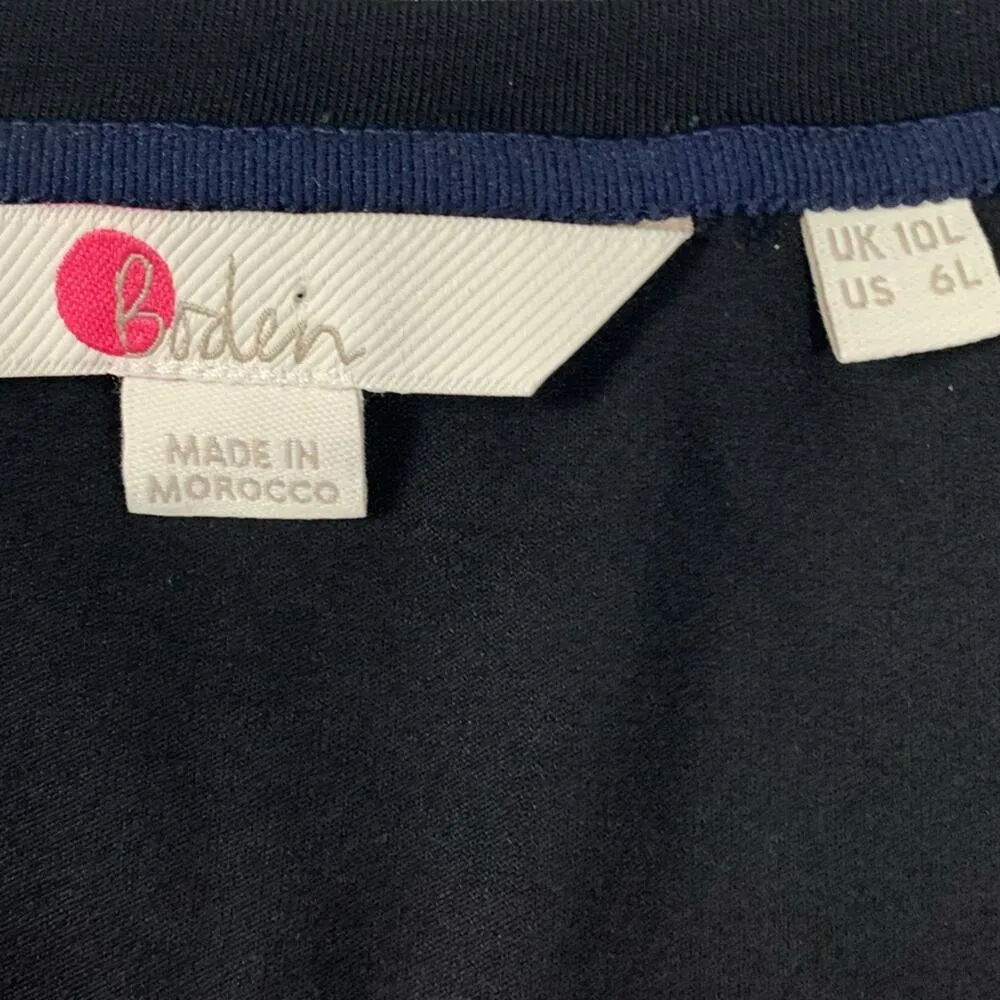 Boden
MADE IN
MOROCCO
UK 10L
US 6L